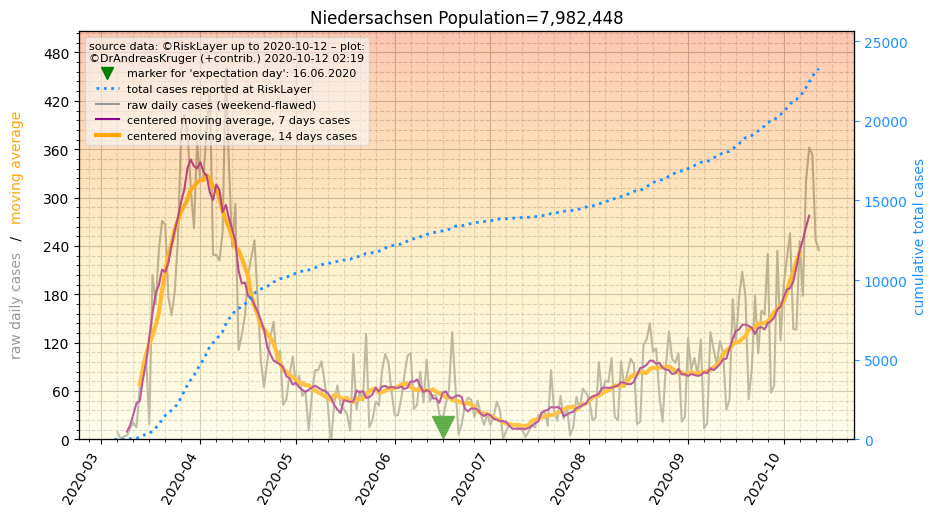 Niedersachsen Population=7,982,448
source data: ©RiskLayer up to 2020-10-12 – plot:
©DrAndreasKruger (+contrib.) 2020-10-12 02:19
marker for 'expectation day': 16.06.2020
total cases reported at RiskLayer
raw daily cases (weekend-flawed)
centered moving average, 7 days cases
centered moving average, 14 days cases
raw daily cases / moving average
480
420
360
300
240
180
120
60
0
25000
20000
15000
10000
5000
0
cumulative total cases
2020-03
2020-04
2020-05
2020-06
2020-07
2020-08
2020-09
2020-10